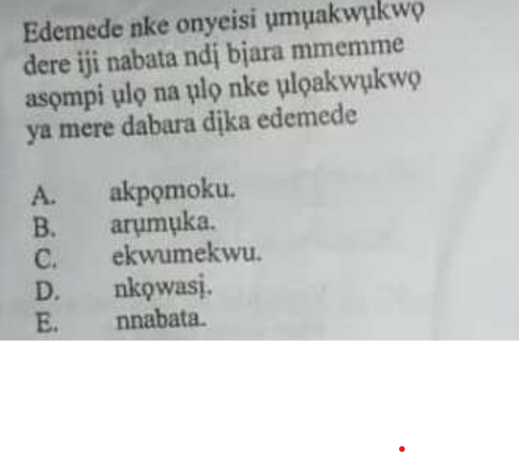 Edemede nke onyeisi ụmụakwụkwọ
dere iji nabata ndị bịara mmemme
asọmpi ụlọ na ụlọ nke ụlọakwụkwọ
ya mere dabara dịka edemede
A. akpọmoku.
B. arụmụka.
C. ekwumekwu.
D. nkọwasị.
E. nnabata.